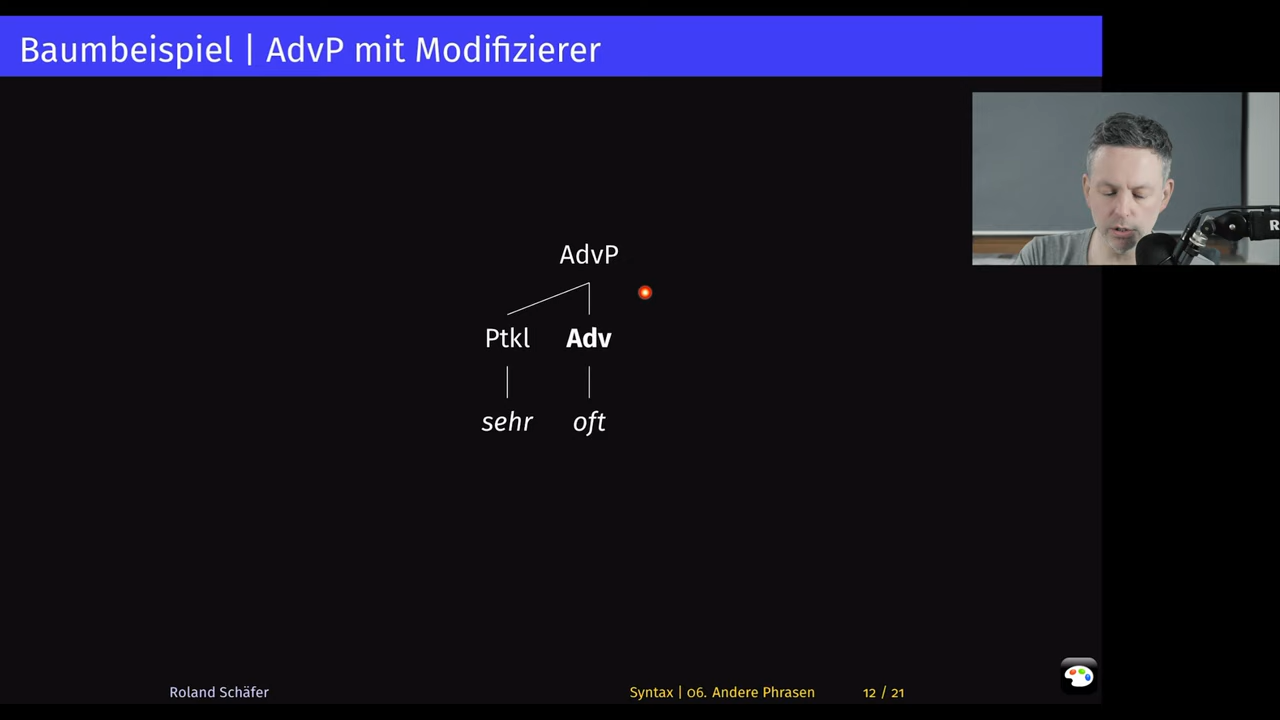 Baumbeispiel | AdvP mit Modifizierer
AdvP
Ptkl Adv
sehr oft
R
Roland Schäfer Syntax | 06. Andere Phrasen 12 / 21